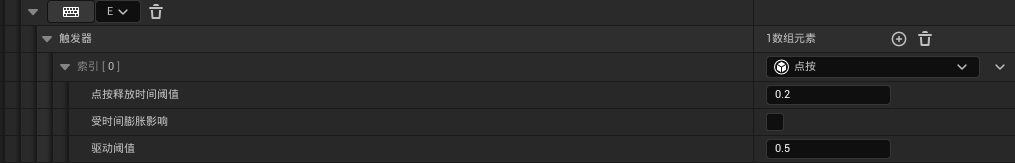 E
触发器 1数组元素
索引 [ 0 ] 点按
点按释放时间阈值 0.2
受时间膨胀影响
驱动阈值 0.5